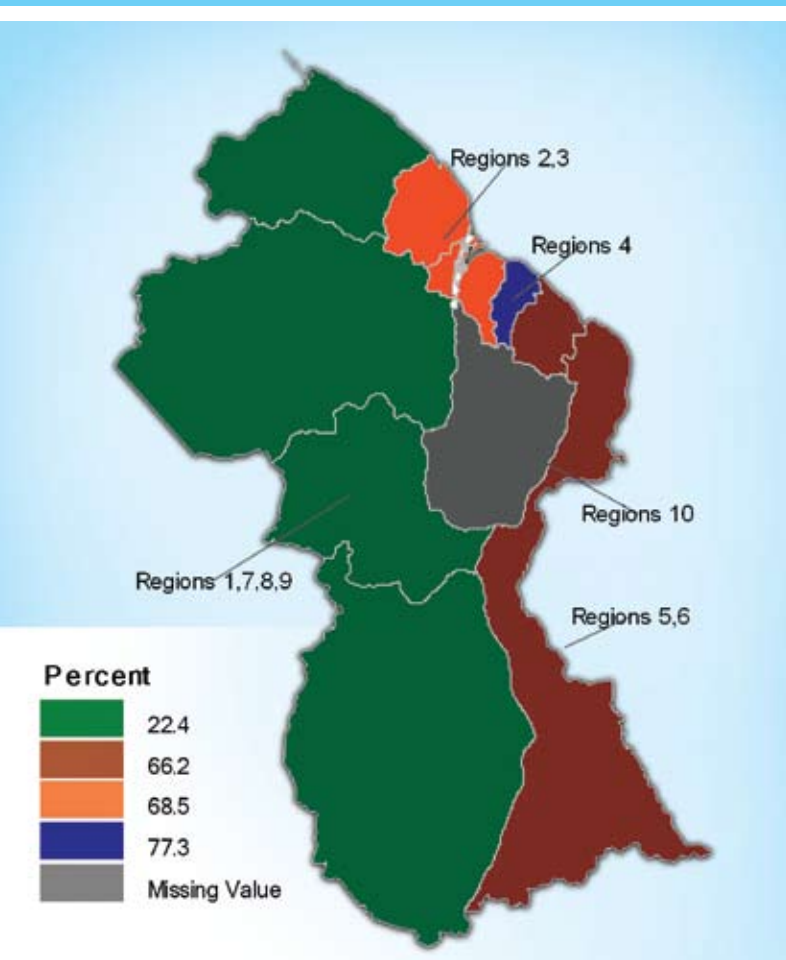 Regions 2,3
Regions 4
Regions 10
Regions 1,7,8,9
Regions 5,6
Percent
22.4
66.2
68.5
77.3
Missing Value